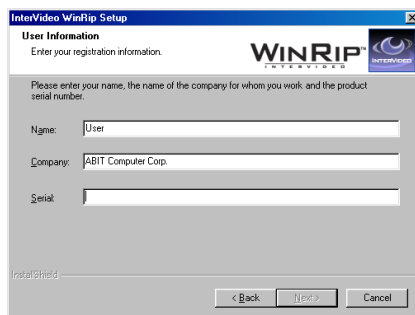 InterVideo WinRip Setup
User Information
Enter your registration information.
WINRIP™
INTERVIDEO
INTERVIDEO
Please enter your name, the name of the company for whom you work and the product
serial number.
Name: User
Company: ABIT Computer Corp.
Serial:
InstallShield
< Back Next > Cancel